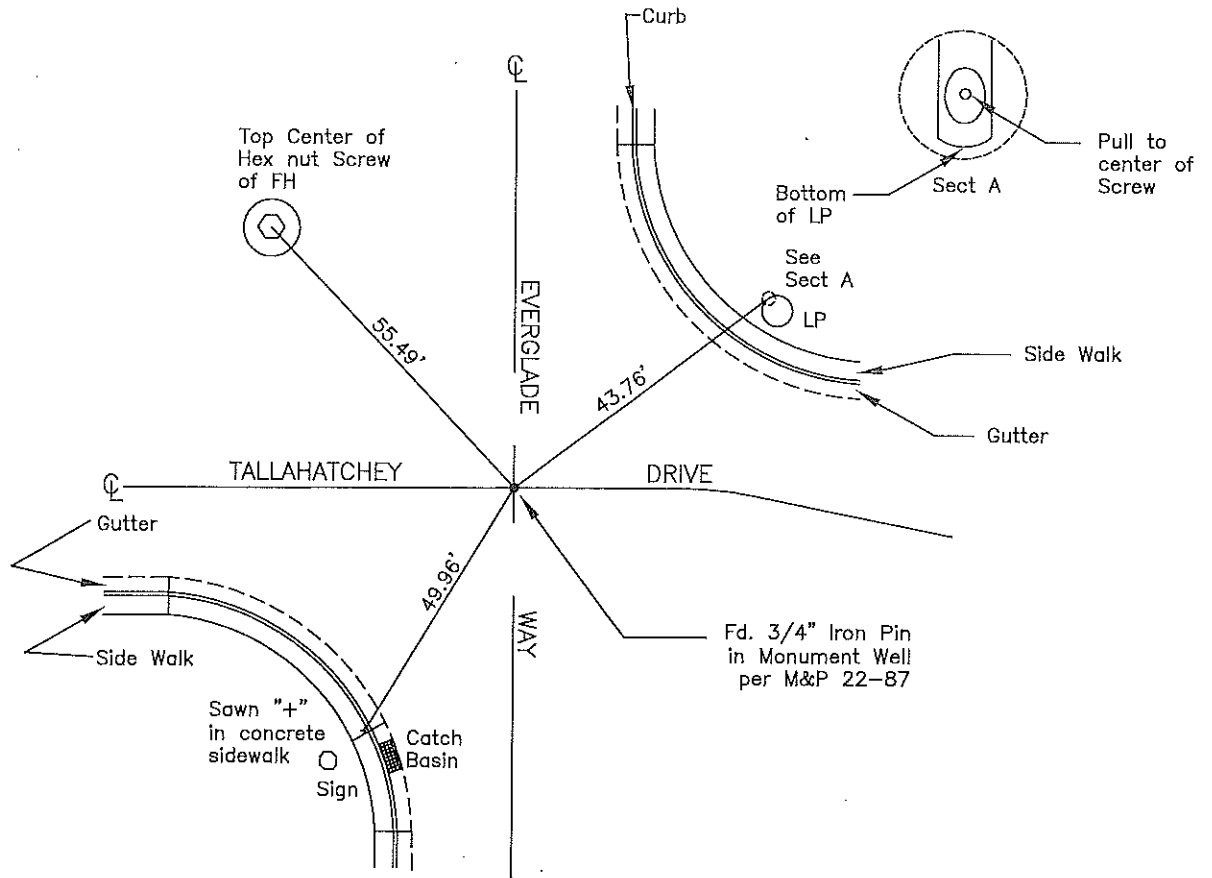 Curb
℄
Top Center of
Hex nut Screw
of FH
Pull to
center of
Screw
Sect A
Bottom
of LP
See
Sect A
LP
EVERGLADE
55.49'
43.76'
Side Walk
Gutter
TALLAHATCHEY
DRIVE
℄
Gutter
49.96'
WAY
Fd. 3/4" Iron Pin
in Monument Well
per M&P 22-87
Side Walk
Sawn "+"
in concrete
sidewalk
Catch
Basin
Sign